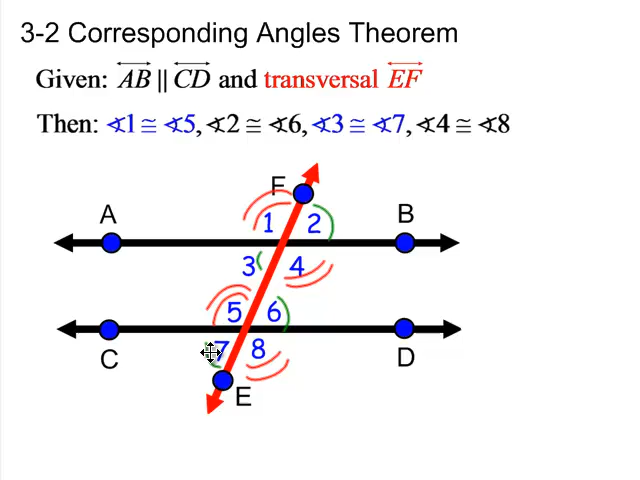 3-2 Corresponding Angles Theorem
Given: AB || CD and transversal EF
Then: ∢1 ≅ ∢5, ∢2 ≅ ∢6, ∢3 ≅ ∢7, ∢4 ≅ ∢8
F
A
B
1 2
3 4
5 6
C
7 8
D
E